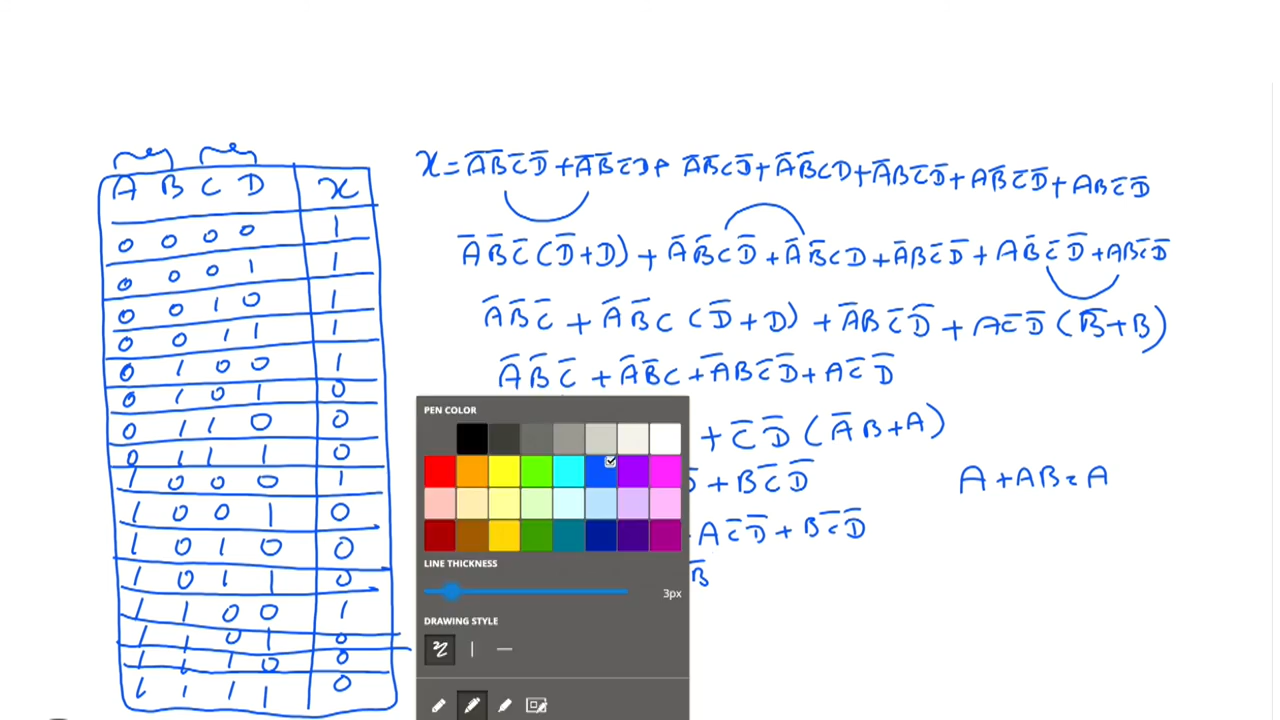 A B C D x
0 0 0 0 1
0 0 0 1 1
0 0 1 0 1
0 0 1 1 1
0 1 0 0 1
0 1 0 1 0
0 1 1 0 0
0 1 1 1 0
1 0 0 0 1
1 0 0 1 0
1 0 1 0 0
1 0 1 1 0
1 1 0 0 1
1 1 0 1 0
1 1 1 0 0
1 1 1 1 0
x = A̅B̅C̅D̅ + A̅B̅C̅D + A̅B̅CD̅ + A̅B̅CD + A̅BC̅D̅ + AB̅C̅D̅ + ABC̅D̅
A̅B̅C̅(D̅+D) + A̅B̅CD̅ + A̅B̅CD + A̅BC̅D̅ + AB̅C̅D̅ + ABC̅D̅
A̅B̅C̅ + A̅B̅C(D̅+D) + A̅BC̅D̅ + AC̅D̅(B̅+B)
A̅B̅C̅ + A̅B̅C + A̅BC̅D̅ + AC̅D̅
+ C̅D̅(A̅B+A)
D̅ + BC̅D̅ A+AB=A
AC̅D̅ + BC̅D̅
B̅
PEN COLOR
LINE THICKNESS
3px
DRAWING STYLE